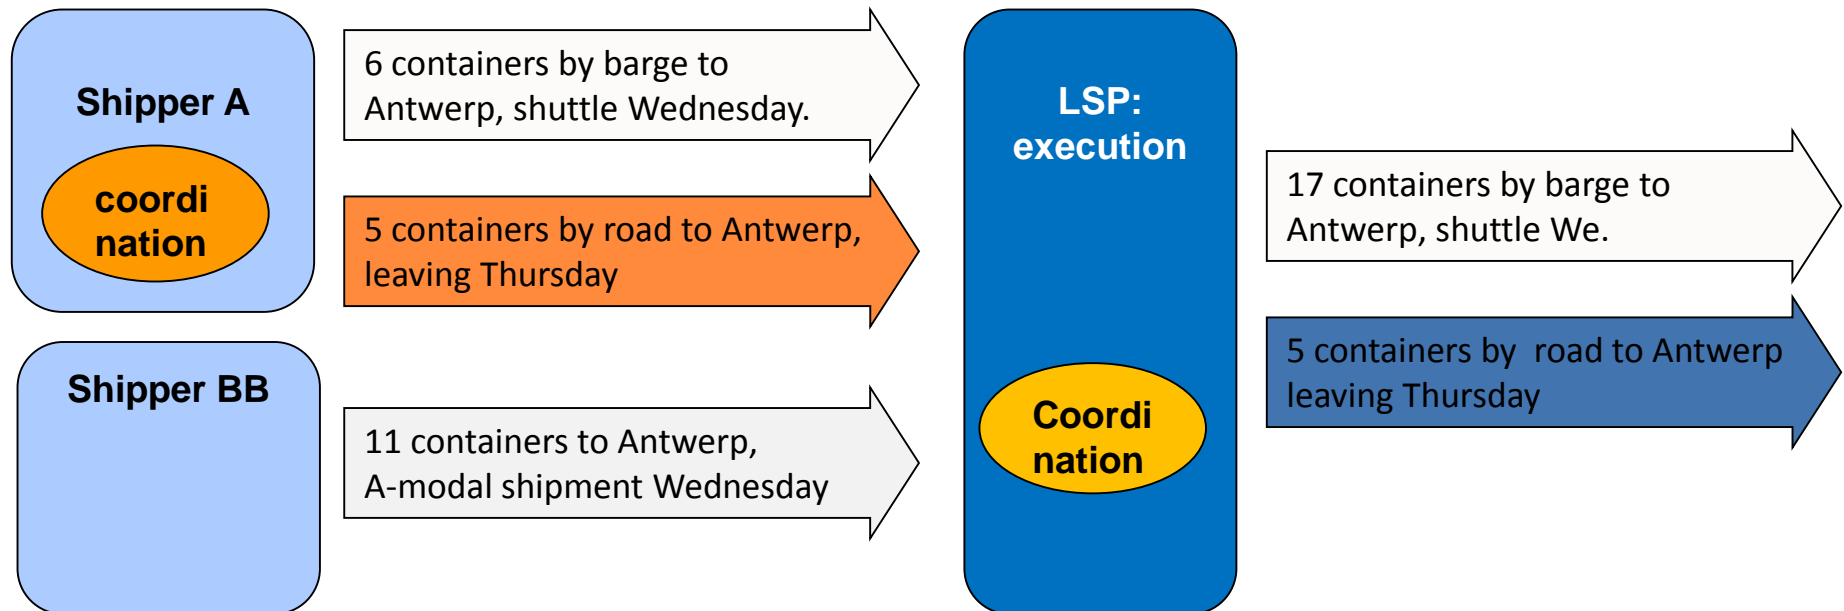 Shipper A
coordi
nation
6 containers by barge to
Antwerp, shuttle Wednesday.
5 containers by road to Antwerp,
leaving Thursday
Shipper BB
11 containers to Antwerp,
A-modal shipment Wednesday
LSP:
execution
Coordi
nation
17 containers by barge to
Antwerp, shuttle We.
5 containers by  road to Antwerp
leaving Thursday